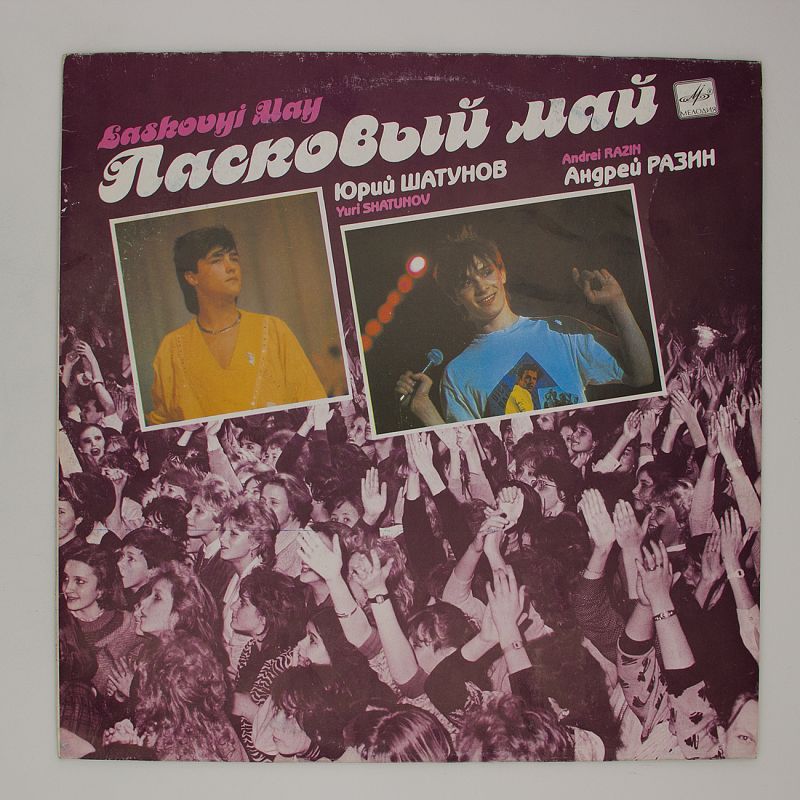 Laskovyi May
Ласковый май
МЕЛОДИЯ
Юрий ШАТУНОВ
Yuri SHATUNOV
Andrei RAZIN
Андрей РАЗИН